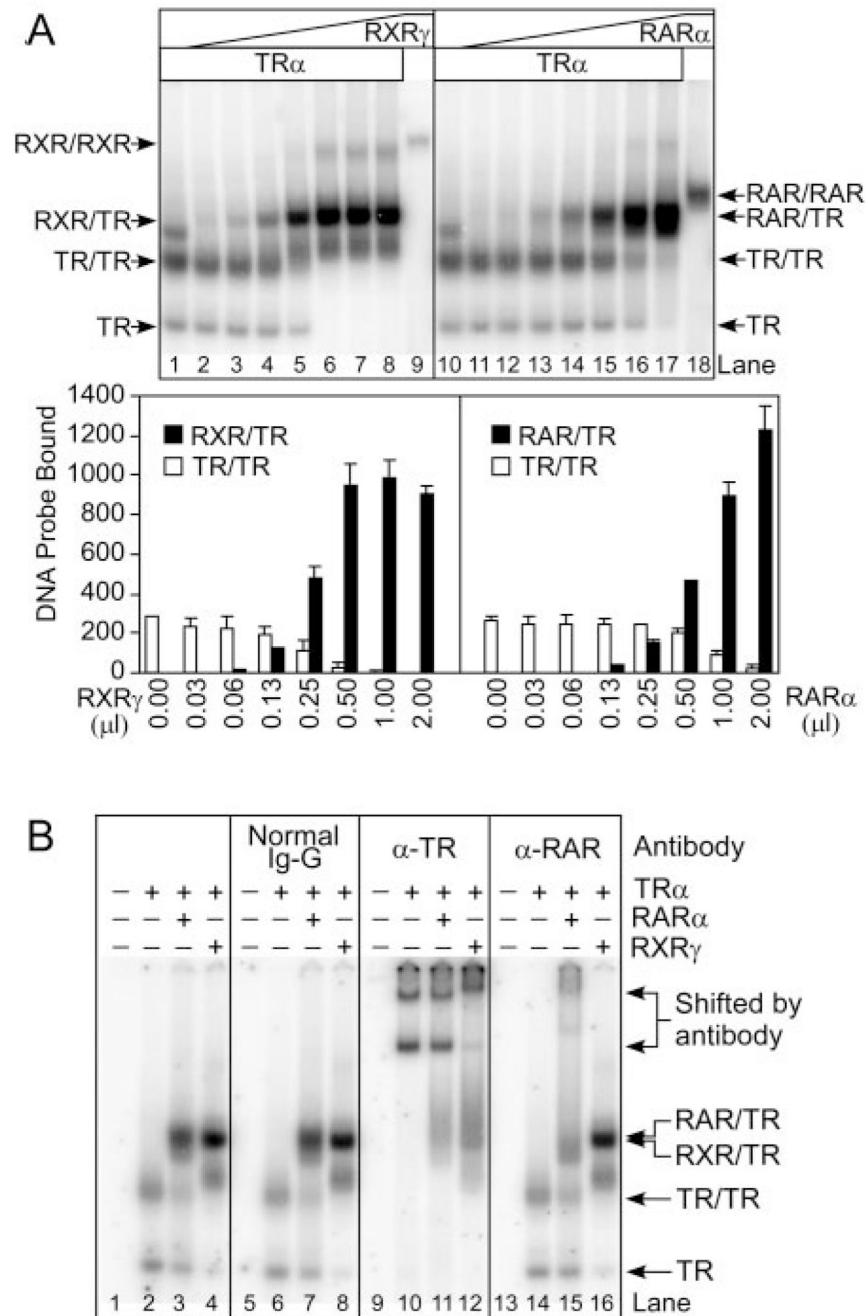 A
RXRγ RARα
TRα TRα
RXR/RXR
RAR/RAR
RXR/TR RAR/TR
TR/TR TR/TR
TR TR
1 2 3 4 5 6 7 8 9 10 11 12 13 14 15 16 17 18 Lane
1400
1200
1000
800
600
400
200
0
DNA Probe Bound
RXR/TR RAR/TR
TR/TR TR/TR
0.00 0.03 0.06 0.13 0.25 0.50 1.00 2.00 0.00 0.03 0.06 0.13 0.25 0.50 1.00 2.00
RXRγ RARα
(μl) (μl)
B
Normal
Ig-G α-TR α-RAR Antibody
– + + + – + + + – + + + – + + + TRα
– – + – – – + – – – + – – – + – RARα
– – – + – – – + – – – + – – – + RXRγ
Shifted by
antibody
RAR/TR
RXR/TR
TR/TR
TR
1 2 3 4 5 6 7 8 9 10 11 12 13 14 15 16 Lane